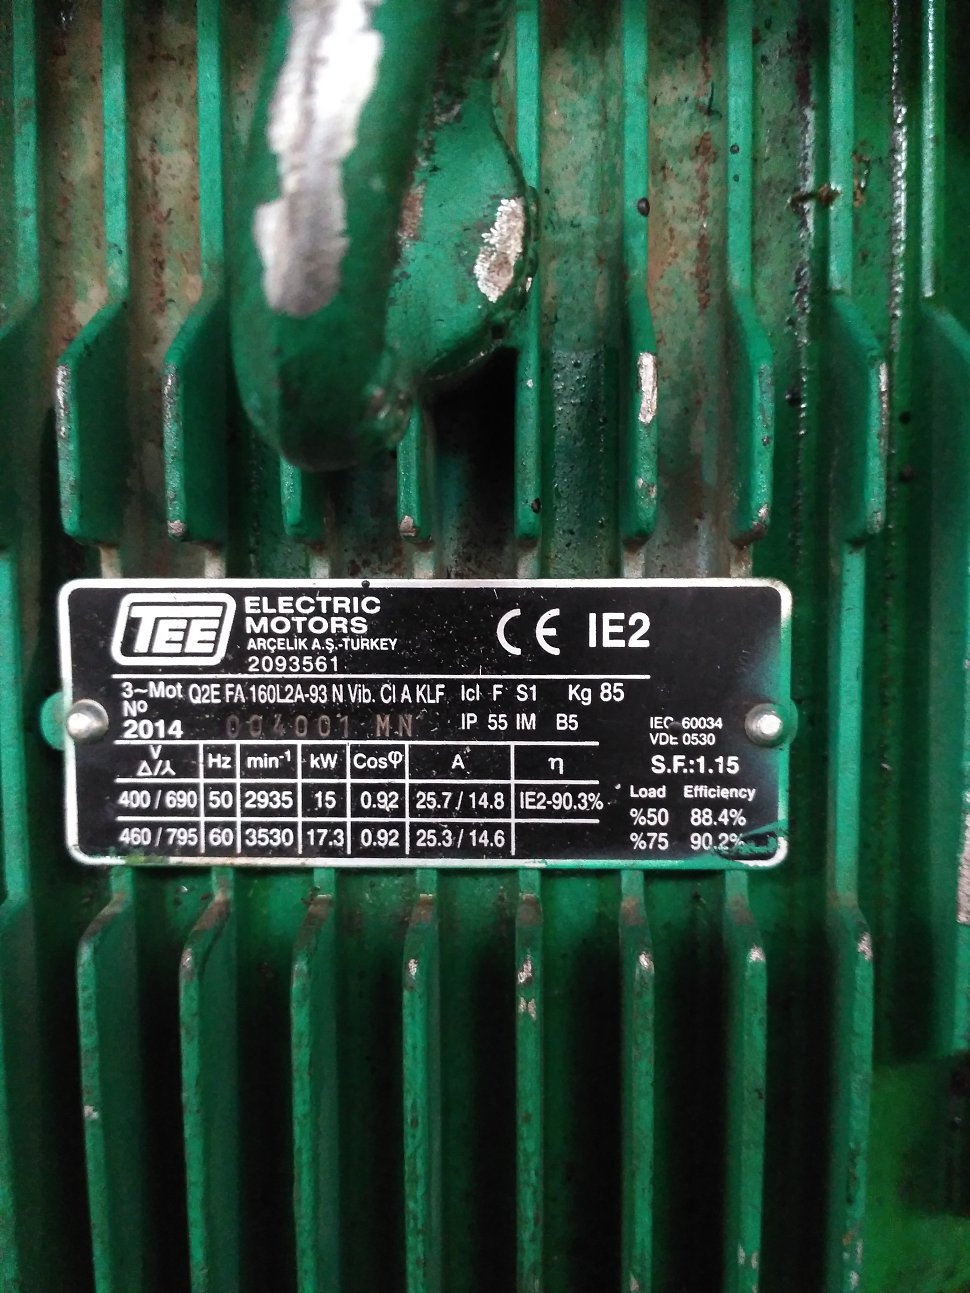 TEE
ELECTRIC
MOTORS
ARÇELİK A.Ş.-TURKEY
2093561
CE IE2
3~Mot Q2E FA 160L2A-93 N Vib. Cl A KLF Icl F S1 Kg 85
Nº
2014 004001 MN IP 55 IM B5
IEC 60034
VDE 0530
S.F.:1.15
V Δ/⅄ Hz min⁻¹ kW Cosφ A η
400 / 690 50 2935 15 0.92 25.7 / 14.8 IE2-90.3%
460 / 795 60 3530 17.3 0.92 25.3 / 14.6
Load Efficiency
%50 88.4%
%75 90.2%